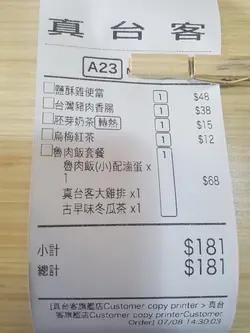 真台客
A23
鹽酥雞便當 1 $48
台灣豬肉香腸 1 $38
胚芽奶茶 轉熱 1 $15
烏梅紅茶 1 $12
魯肉飯套餐 1
魯肉飯(小)配滷蛋 x
1 $68
真台客大雞排 x1
古早味冬瓜茶 x1
小計 $181
總計 $181
[真台客旗艦店Customer copy printer > 真台
客旗艦店Customer copy printerCustomer
Order] 07/08 14:30:03